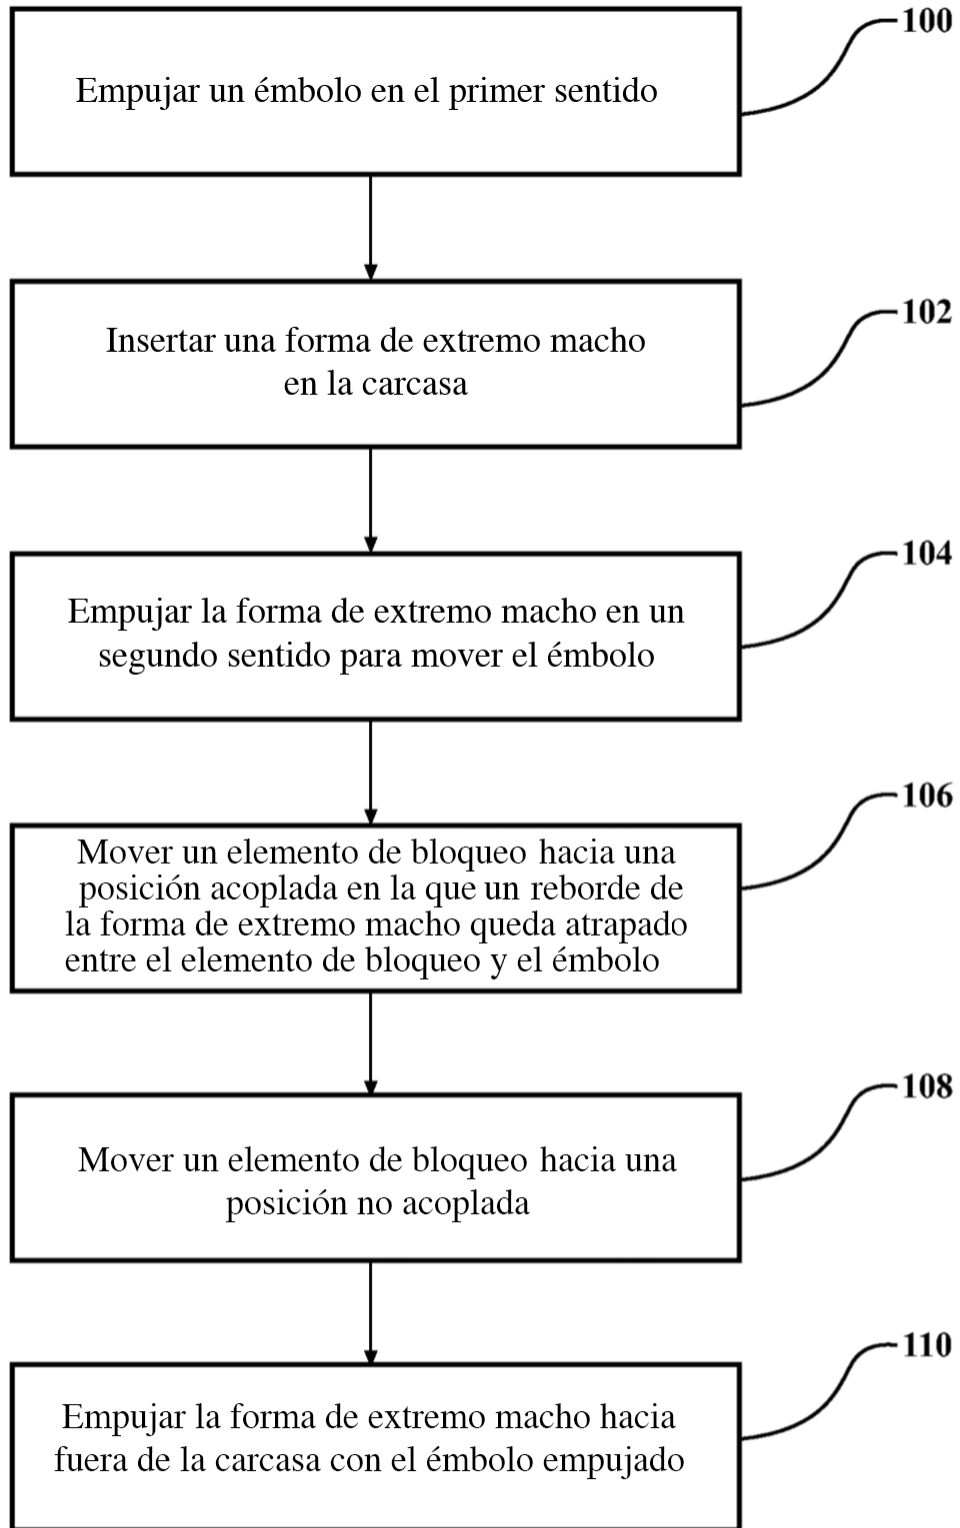 100
Empujar un émbolo en el primer sentido
102
Insertar una forma de extremo macho
en la carcasa
104
Empujar la forma de extremo macho en un
segundo sentido para mover el émbolo
106
Mover un elemento de bloqueo hacia una
posición acoplada en la que un reborde de
la forma de extremo macho queda atrapado
entre el elemento de bloqueo y el émbolo
108
Mover un elemento de bloqueo hacia una
posición no acoplada
110
Empujar la forma de extremo macho hacia
fuera de la carcasa con el émbolo empujado